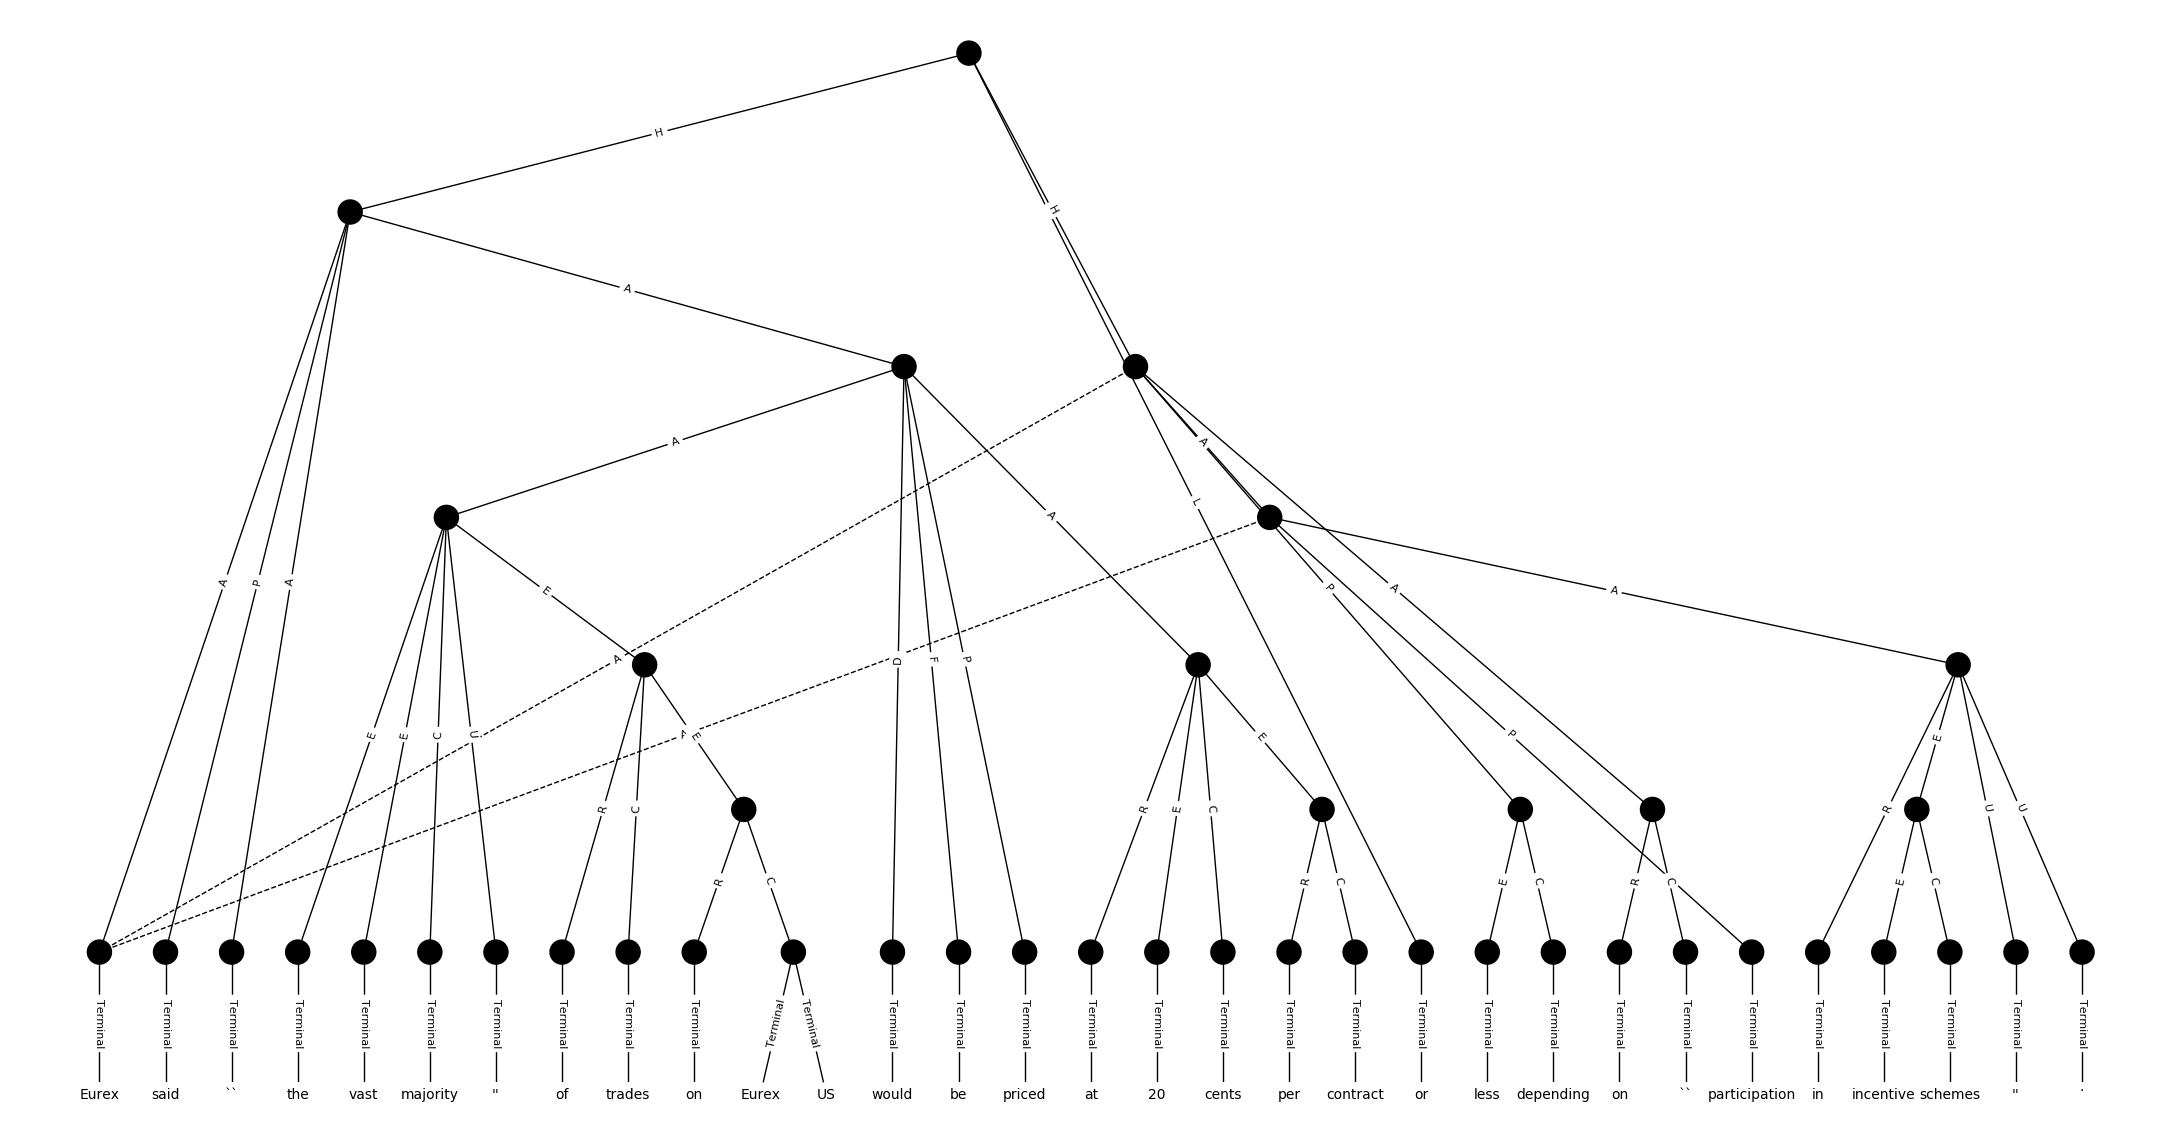 H
H
A
A
A
L
A
A
P
A
E
P
A
A
P
A
A
D
F
P
E
E
C
U
A
E
E
P
E
R
C
R
E
C
R
U
U
R
C
R
C
E
C
R
C
E
C
Terminal Terminal Terminal Terminal Terminal Terminal Terminal Terminal Terminal Terminal Terminal Terminal Terminal Terminal Terminal Terminal Terminal Terminal Terminal Terminal Terminal Terminal Terminal Terminal Terminal Terminal Terminal Terminal Terminal Terminal Terminal
Eurex said `` the vast majority " of trades on Eurex US would be priced at 20 cents per contract or less depending on `` participation in incentive schemes " .